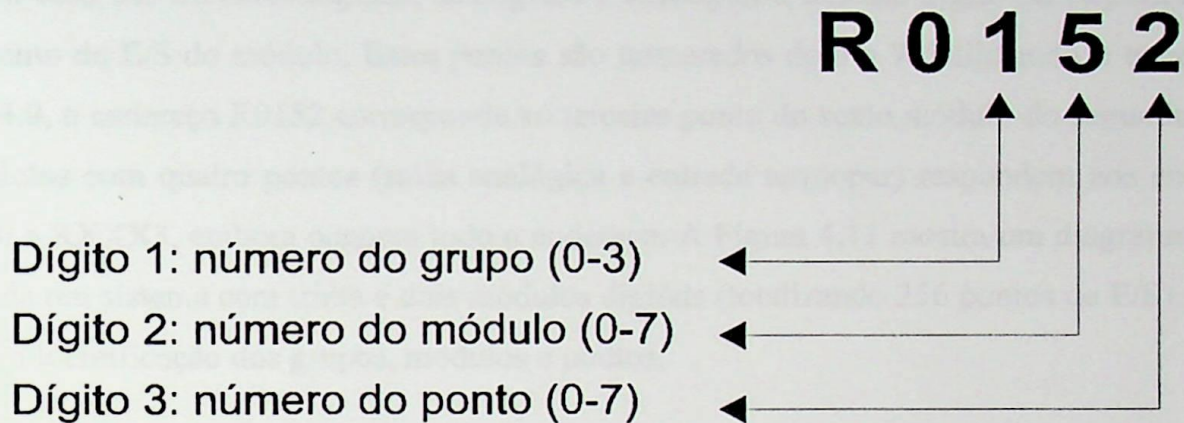 R 0 1 5 2
Dígito 1: número do grupo (0-3)
Dígito 2: número do módulo (0-7)
Dígito 3: número do ponto (0-7)